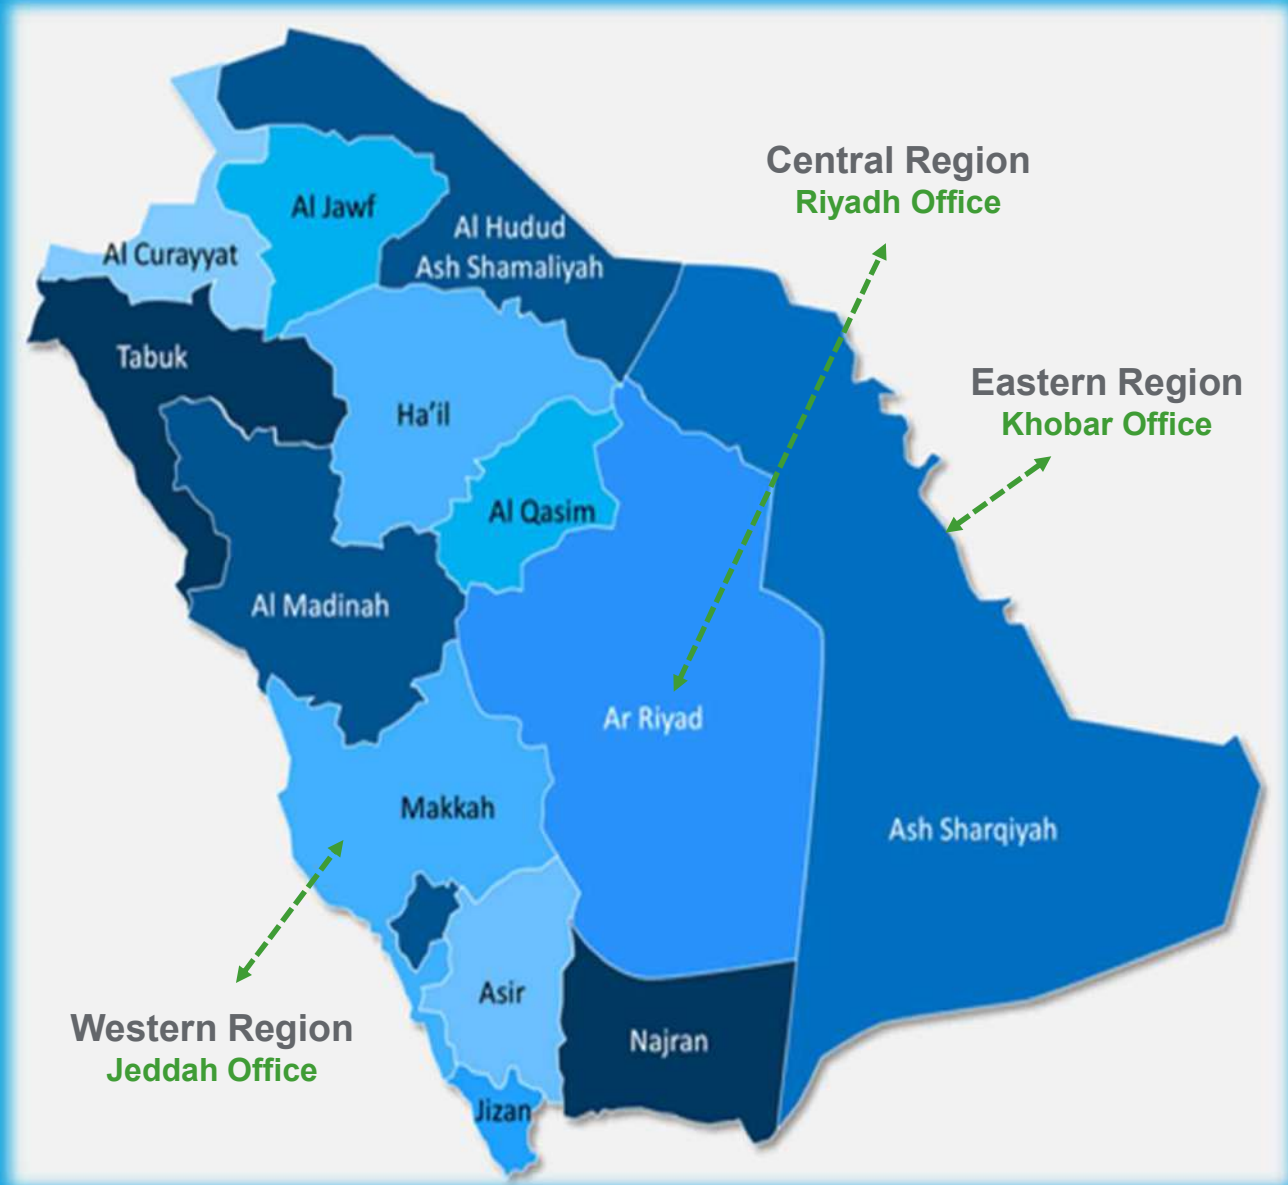 Central Region
Riyadh Office
Al Jawf
Al Hudud
Ash Shamaliyah
Al Curayyat
Tabuk
Ha'il
Eastern Region
Khobar Office
Al Qasim
Al Madinah
Ar Riyad
Makkah
Ash Sharqiyah
Asir
Western Region
Jeddah Office
Najran
Jizan